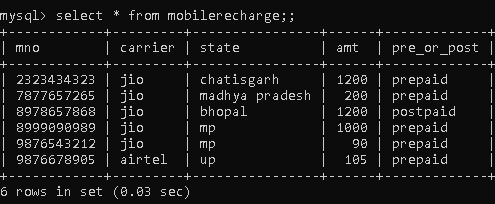 mysql> select * from mobilerecharge;;
+------------+---------+----------------+------+-------------+
| mno        | carrier | state          | amt  | pre_or_post |
+------------+---------+----------------+------+-------------+
| 2323434323 | jio     | chatisgarh     | 1200 | prepaid     |
| 7877657265 | jio     | madhya pradesh |  200 | prepaid     |
| 8978657868 | jio     | bhopal         | 1200 | postpaid    |
| 8999090989 | jio     | mp             | 1000 | prepaid     |
| 9876543212 | jio     | mp             |   90 | prepaid     |
| 9876678905 | airtel  | up             |  105 | prepaid     |
+------------+---------+----------------+------+-------------+
6 rows in set (0.03 sec)